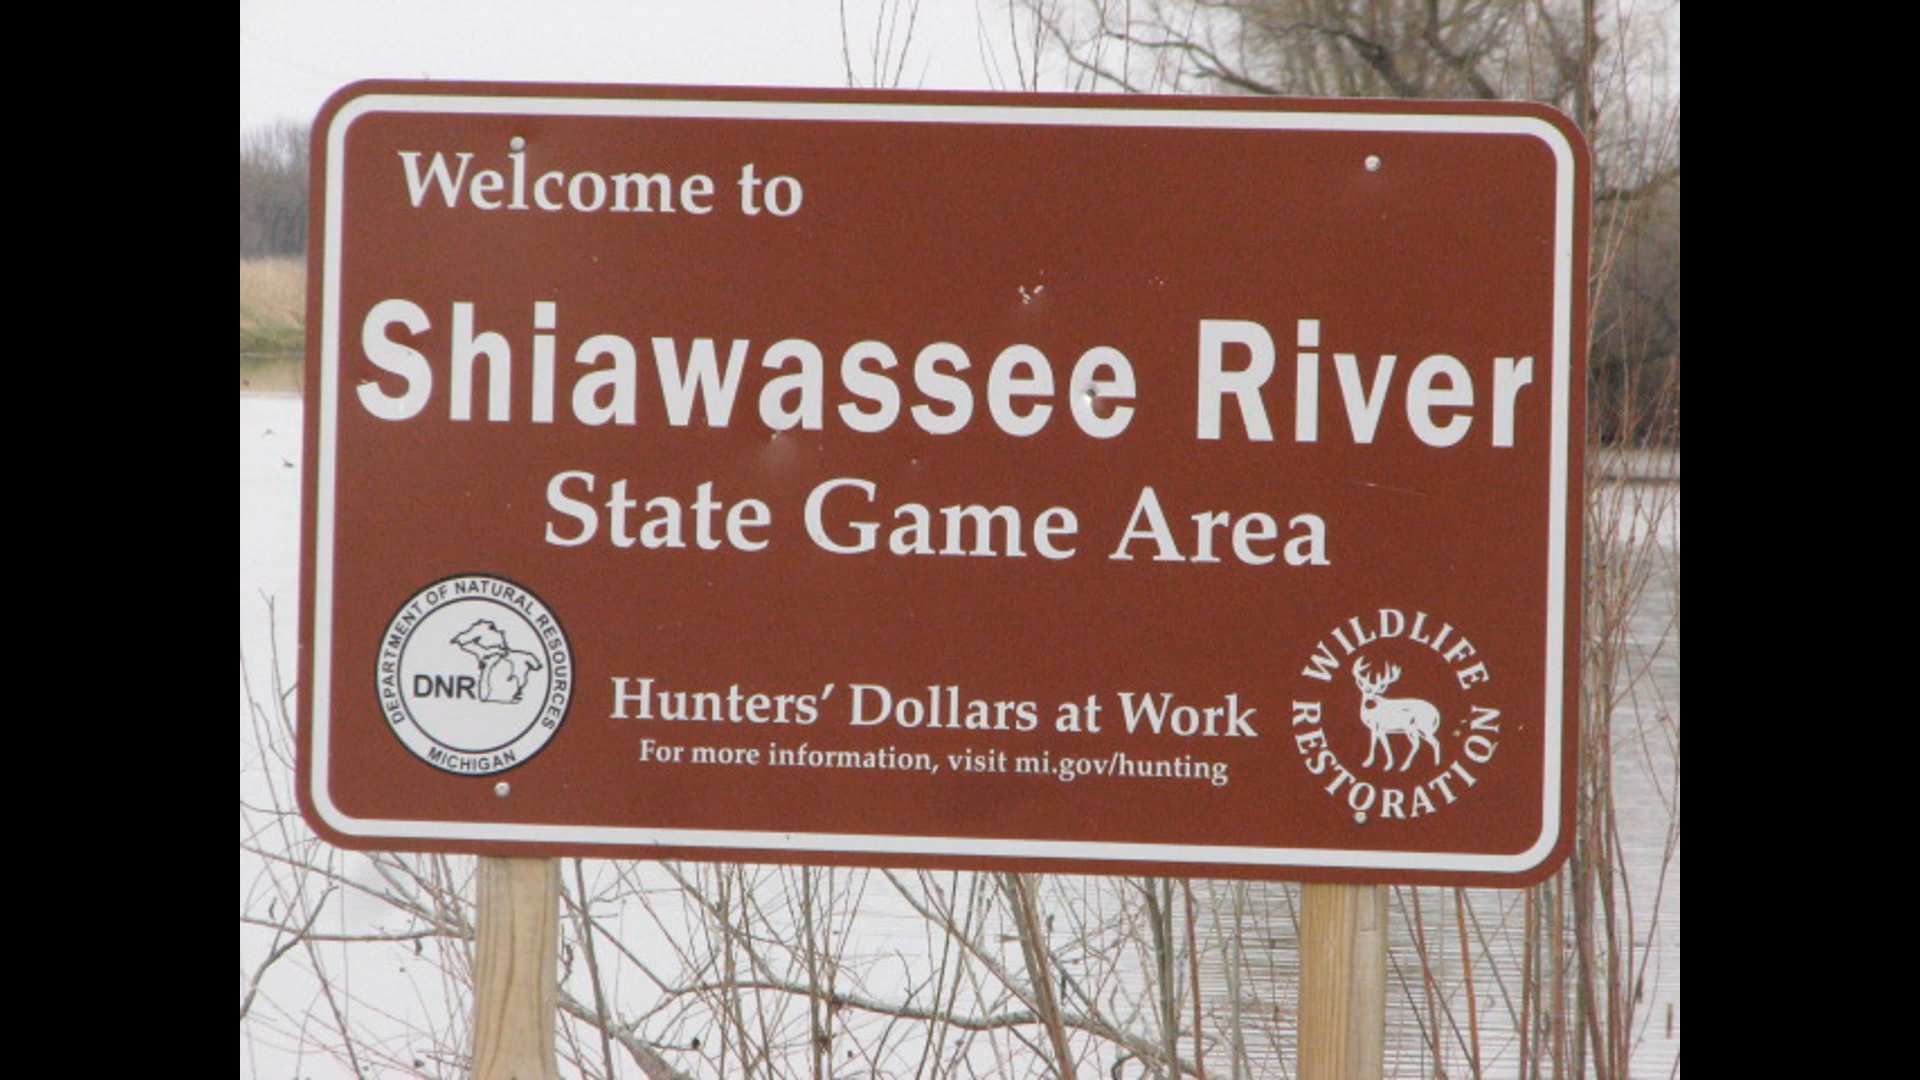 Welcome to
Shiawassee River
State Game Area
DEPARTMENT OF NATURAL RESOURCES
DNR
MICHIGAN
Hunters’ Dollars at Work
For more information, visit mi.gov/hunting
WILDLIFE
RESTORATION